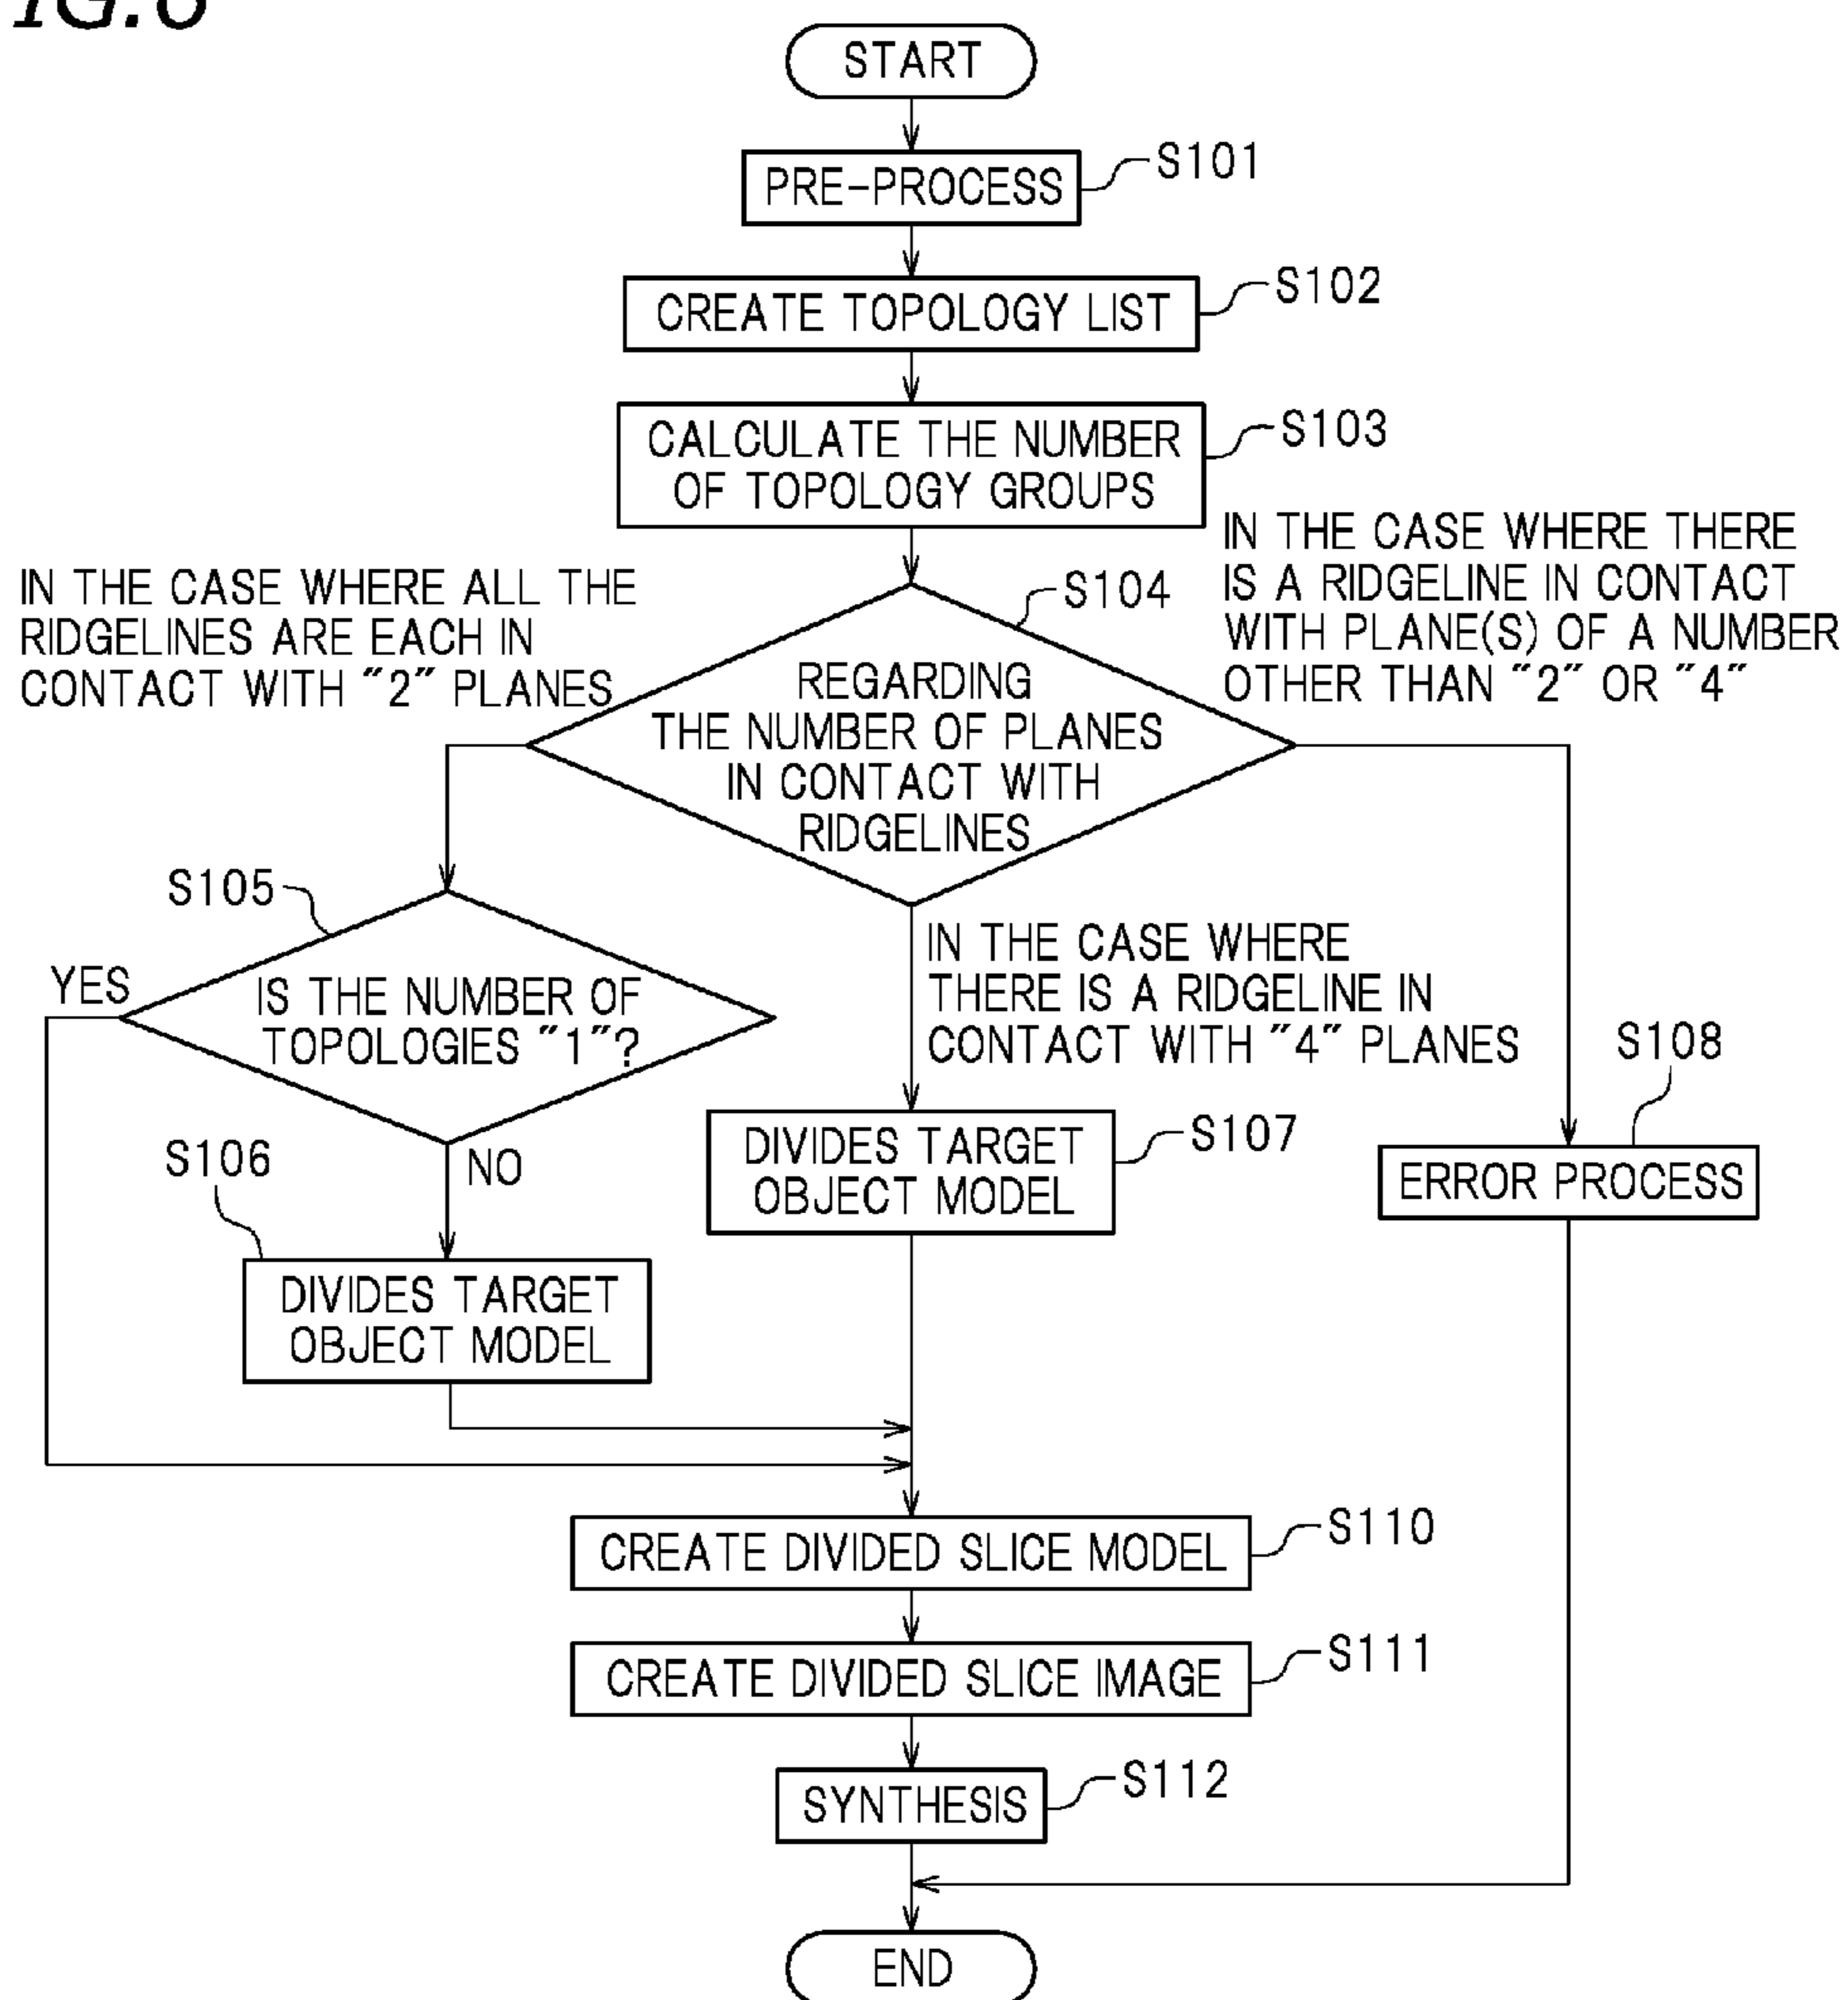 START
PRE-PROCESS
S101
CREATE TOPOLOGY LIST
S102
CALCULATE THE NUMBER
OF TOPOLOGY GROUPS
S103
IN THE CASE WHERE ALL THE
RIDGELINES ARE EACH IN
CONTACT WITH "2" PLANES
S104
IN THE CASE WHERE THERE
IS A RIDGELINE IN CONTACT
WITH PLANE(S) OF A NUMBER
OTHER THAN "2" OR "4"
REGARDING
THE NUMBER OF PLANES
IN CONTACT WITH
RIDGELINES
S105
YES
IS THE NUMBER OF
TOPOLOGIES "1"?
IN THE CASE WHERE
THERE IS A RIDGELINE IN
CONTACT WITH "4" PLANES
S108
S106
NO
DIVIDES TARGET
OBJECT MODEL
S107
ERROR PROCESS
DIVIDES TARGET
OBJECT MODEL
CREATE DIVIDED SLICE MODEL
S110
CREATE DIVIDED SLICE IMAGE
S111
SYNTHESIS
S112
END